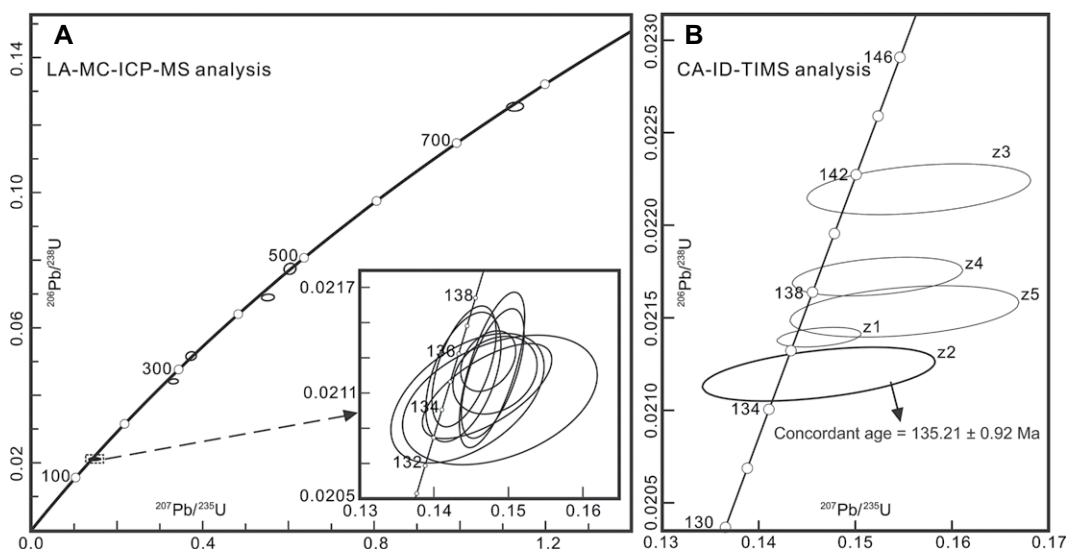 A
LA-MC-ICP-MS analysis
0.14
0.10
0.06
0.02
206Pb/238U
700
500
300
100
0.0
0.4
0.8
1.2
207Pb/235U
0.0217
0.0211
0.0205
138
136
134
132
0.13
0.14
0.15
0.16
B
CA-ID-TIMS analysis
0.0230
0.0225
0.0220
0.0215
0.0210
0.0205
206Pb/238U
146
142
138
134
130
z3
z4
z5
z1
z2
Concordant age = 135.21 ± 0.92 Ma
207Pb/235U
0.13
0.14
0.15
0.16
0.17